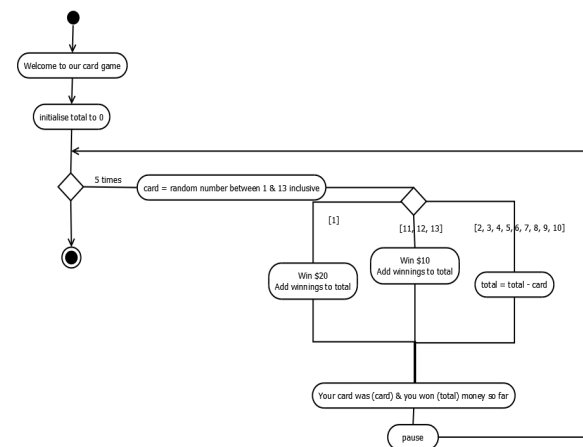 Welcome to our card game
initialise total to 0
5 times
card = random number between 1 & 13 inclusive
[1]
[11, 12, 13]
[2, 3, 4, 5, 6, 7, 8, 9, 10]
Win $20
Add winnings to total
Win $10
Add winnings to total
total = total - card
Your card was (card) & you won (total) money so far
pause